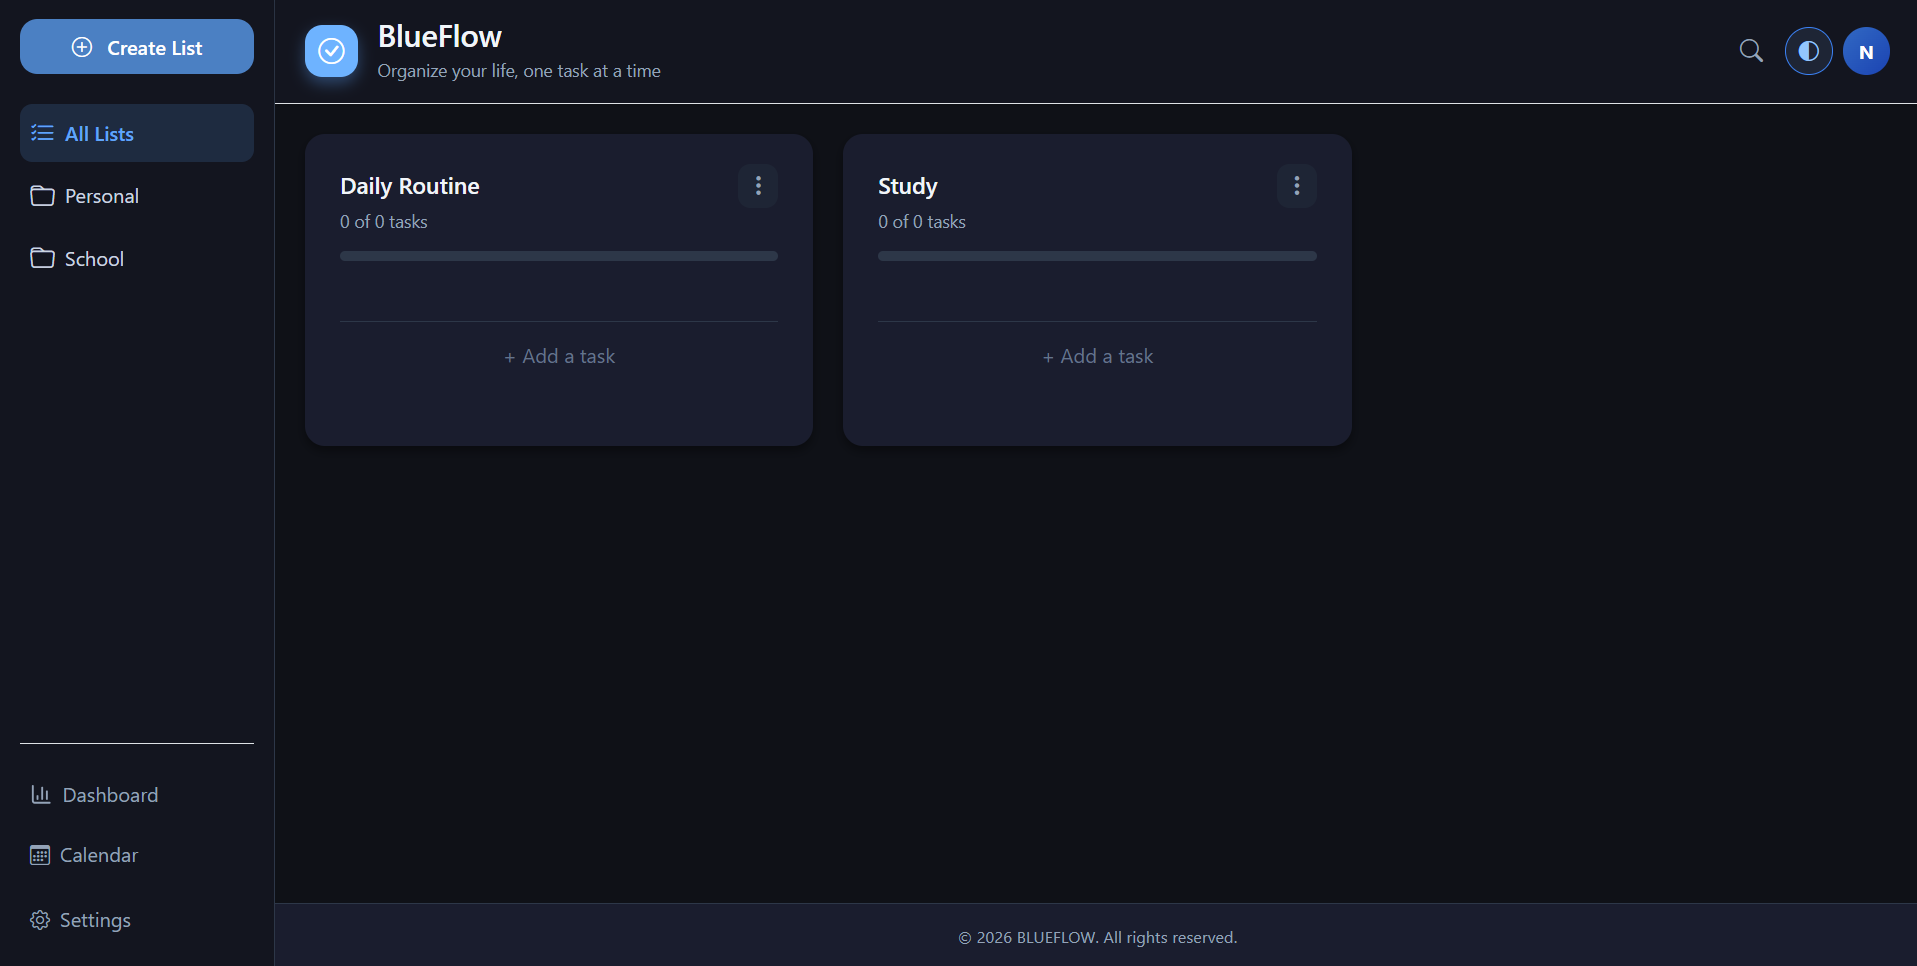 Create List
All Lists
Personal
School
Dashboard
Calendar
Settings
BlueFlow
Organize your life, one task at a time
N
Daily Routine
0 of 0 tasks
+ Add a task
Study
0 of 0 tasks
+ Add a task
© 2026 BLUEFLOW. All rights reserved.